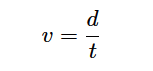 v = d/t